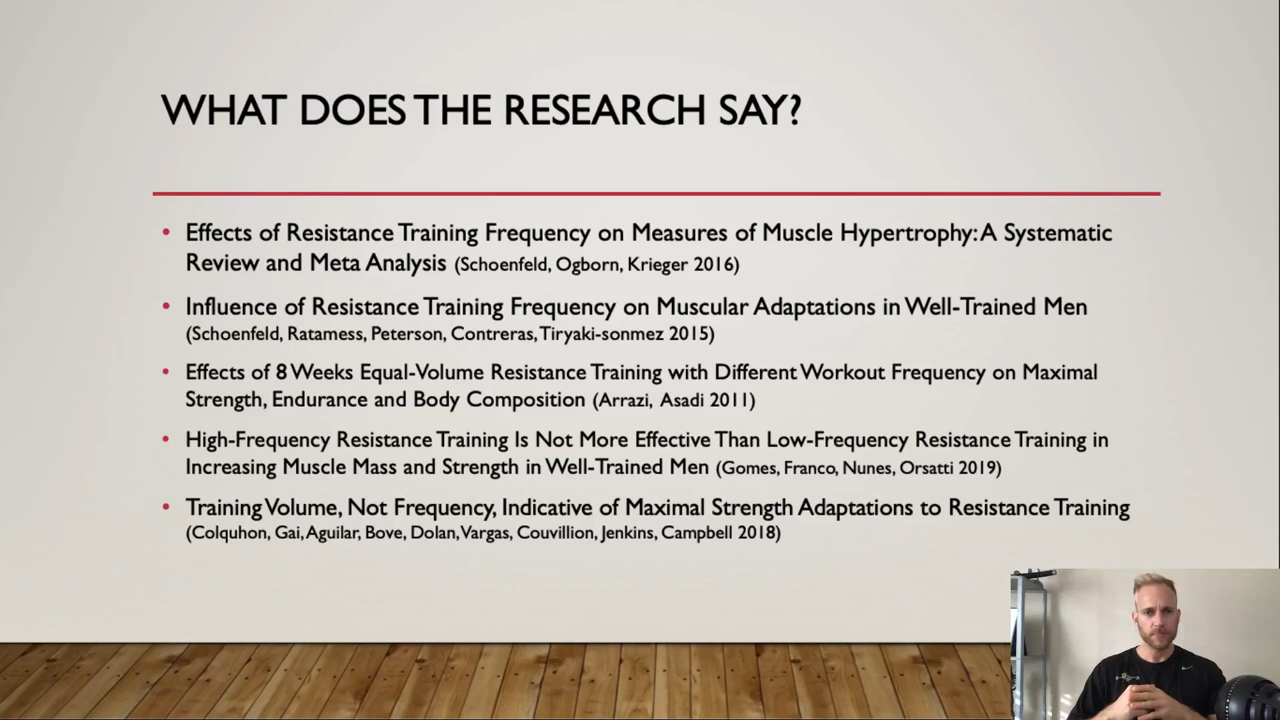 WHAT DOES THE RESEARCH SAY?
• Effects of Resistance Training Frequency on Measures of Muscle Hypertrophy: A Systematic
Review and Meta Analysis (Schoenfeld, Ogborn, Krieger 2016)
• Influence of Resistance Training Frequency on Muscular Adaptations in Well-Trained Men
(Schoenfeld, Ratamess, Peterson, Contreras, Tiryaki-sonmez 2015)
• Effects of 8 Weeks Equal-Volume Resistance Training with Different Workout Frequency on Maximal
Strength, Endurance and Body Composition (Arrazi, Asadi 2011)
• High-Frequency Resistance Training Is Not More Effective Than Low-Frequency Resistance Training in
Increasing Muscle Mass and Strength in Well-Trained Men (Gomes, Franco, Nunes, Orsatti 2019)
• Training Volume, Not Frequency, Indicative of Maximal Strength Adaptations to Resistance Training
(Colquhon, Gai, Aguilar, Bove, Dolan, Vargas, Couvillion, Jenkins, Campbell 2018)